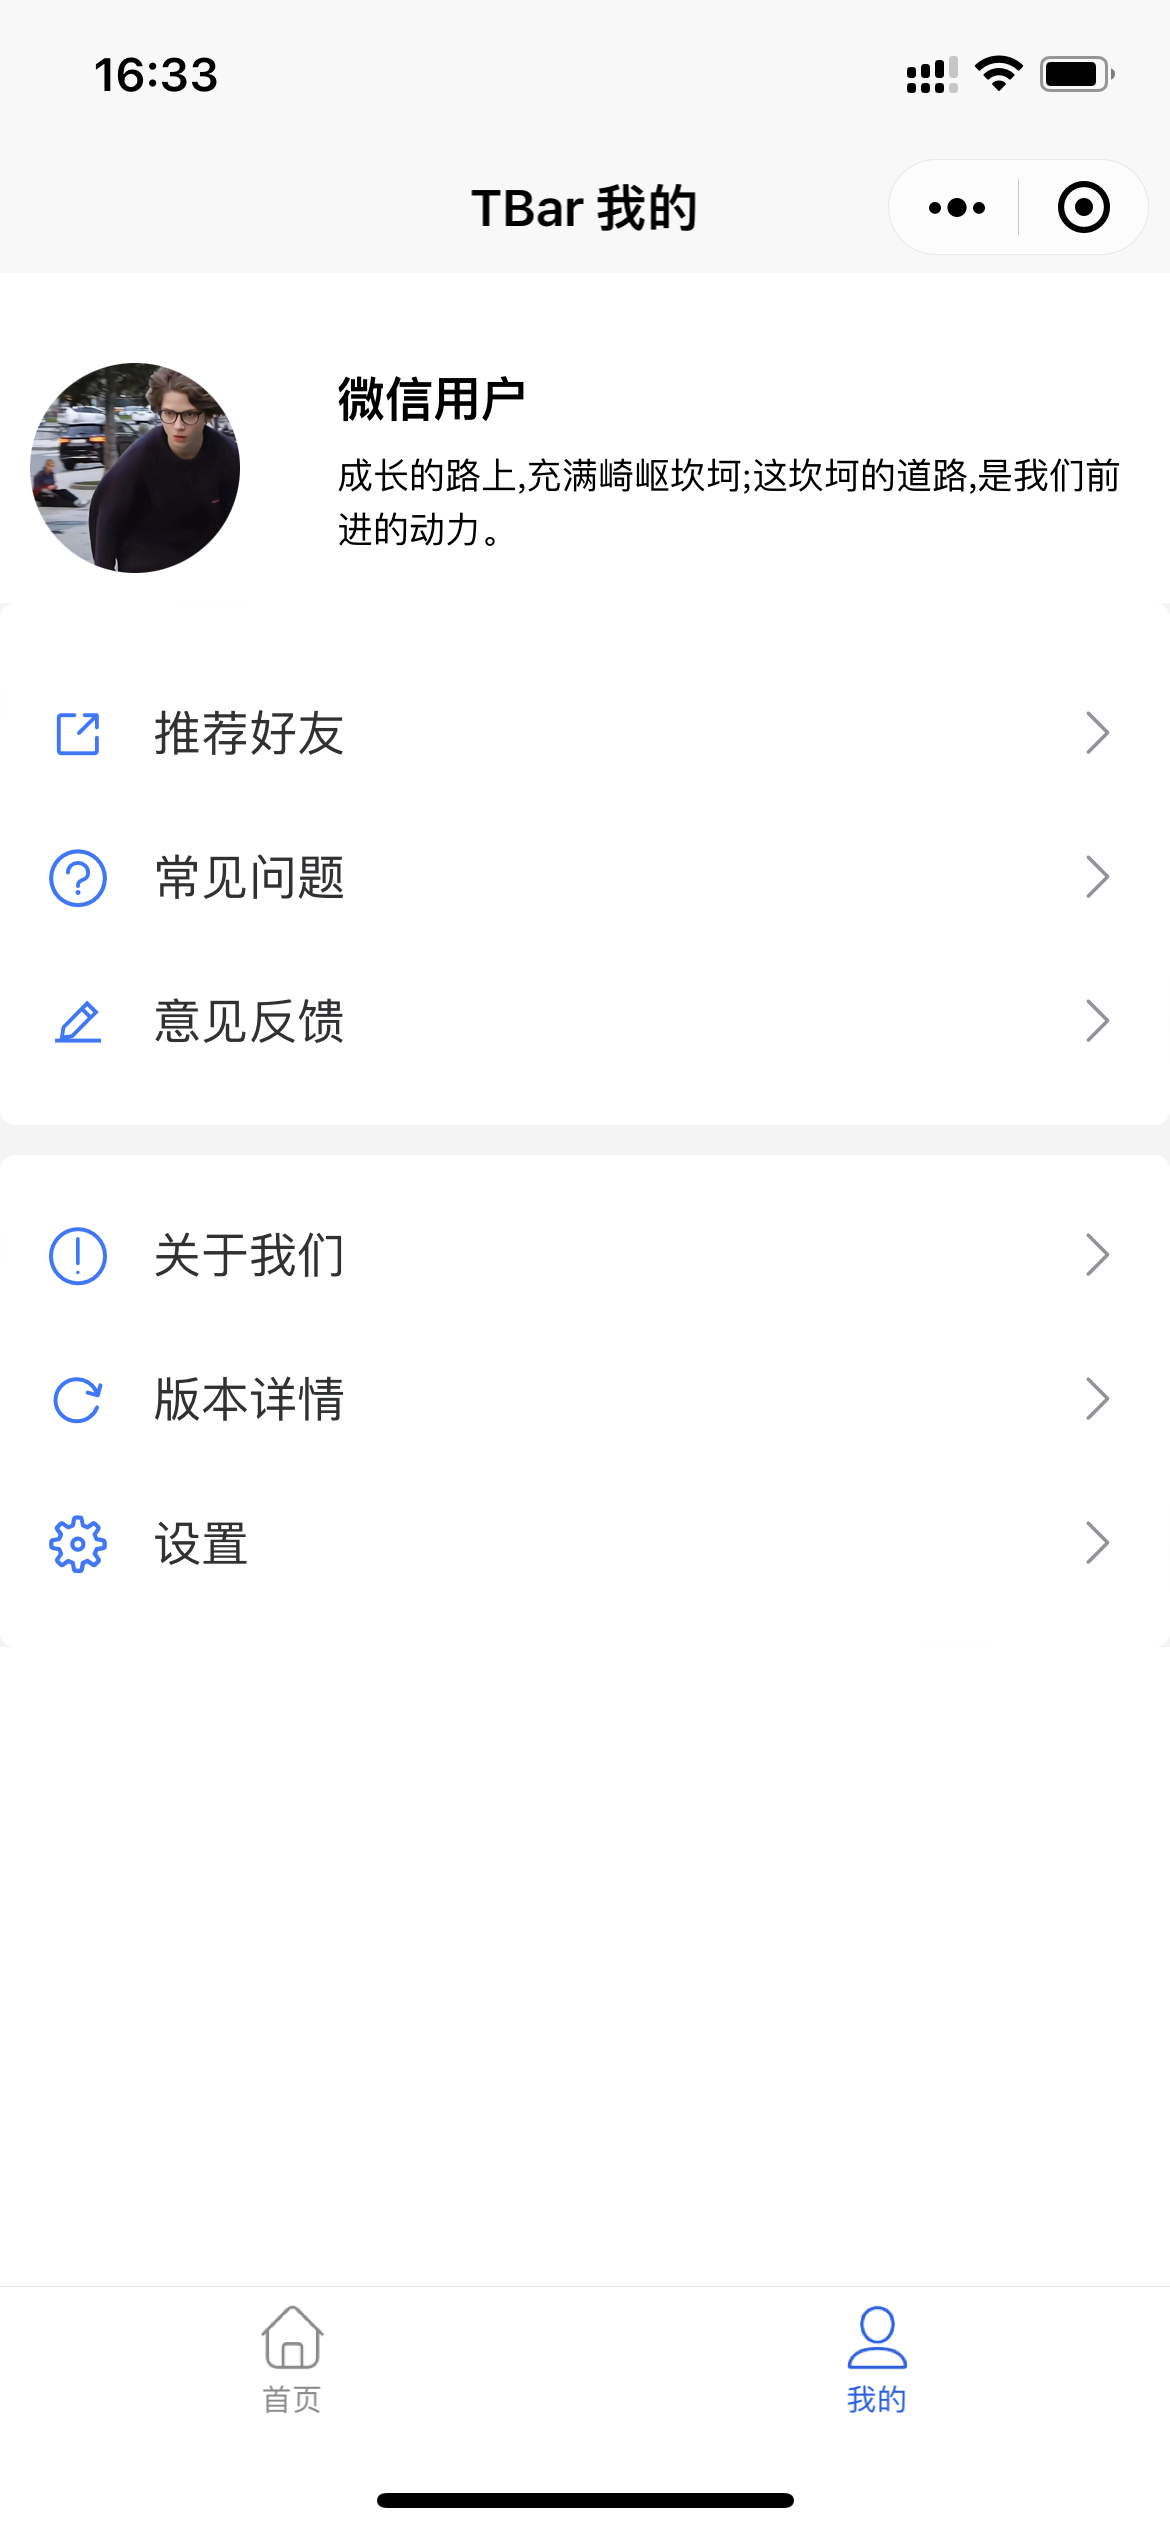 16:33
TBar 我的
微信用户
成长的路上,充满崎岖坎坷;这坎坷的道路,是我们前
进的动力。
推荐好友
常见问题
意见反馈
关于我们
版本详情
设置
首页
我的